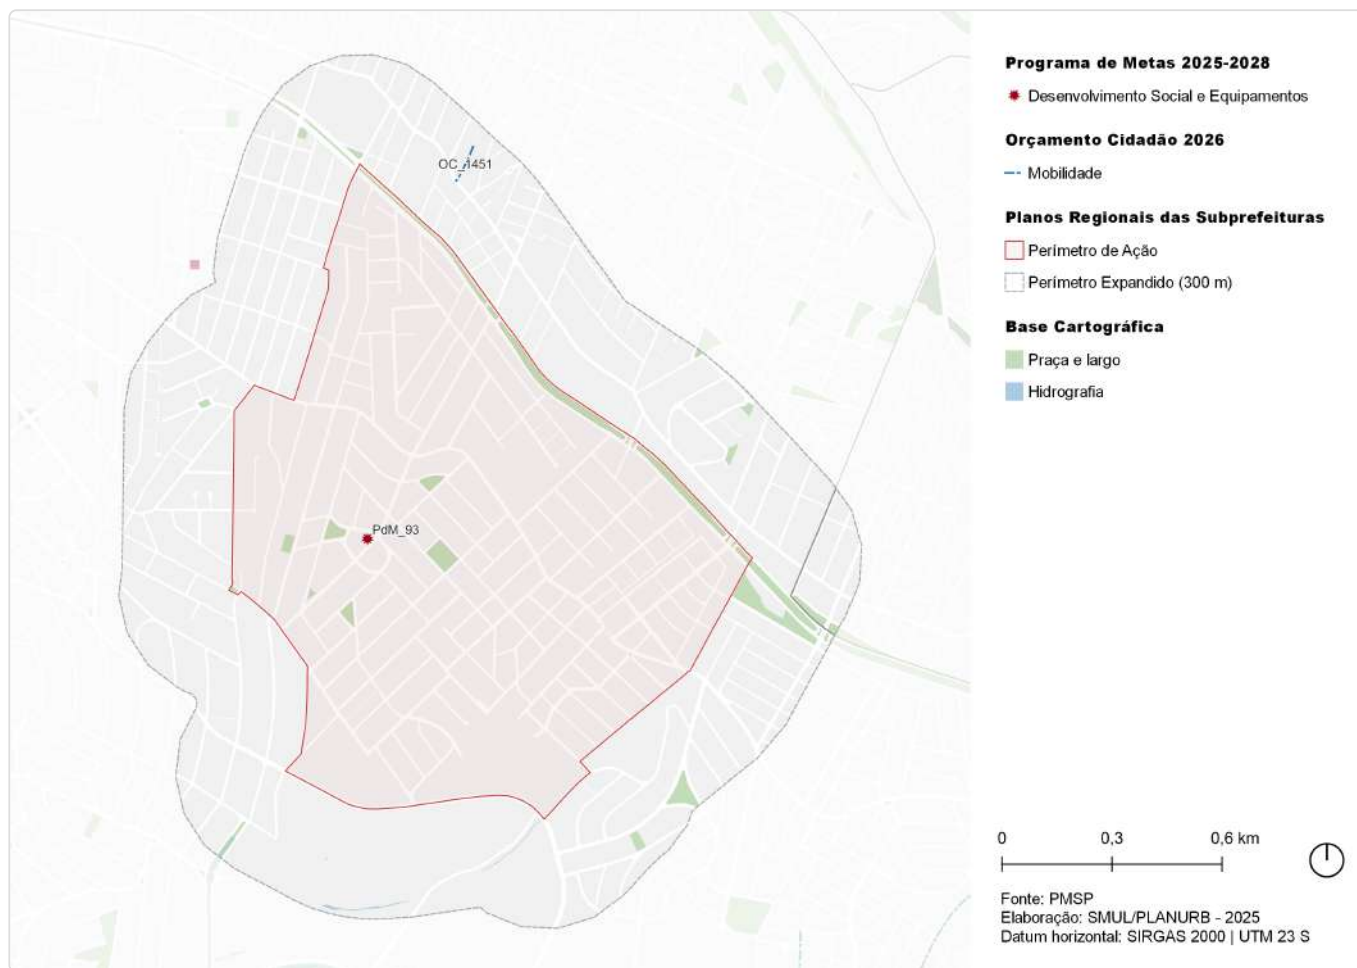 OC_1451
PdM_93
Programa de Metas 2025-2028
Desenvolvimento Social e Equipamentos
Orçamento Cidadão 2026
Mobilidade
Planos Regionais das Subprefeituras
Perímetro de Ação
Perímetro Expandido (300 m)
Base Cartográfica
Praça e largo
Hidrografia
0 0,3 0,6 km
Fonte: PMSP
Elaboração: SMUL/PLANURB - 2025
Datum horizontal: SIRGAS 2000 | UTM 23 S